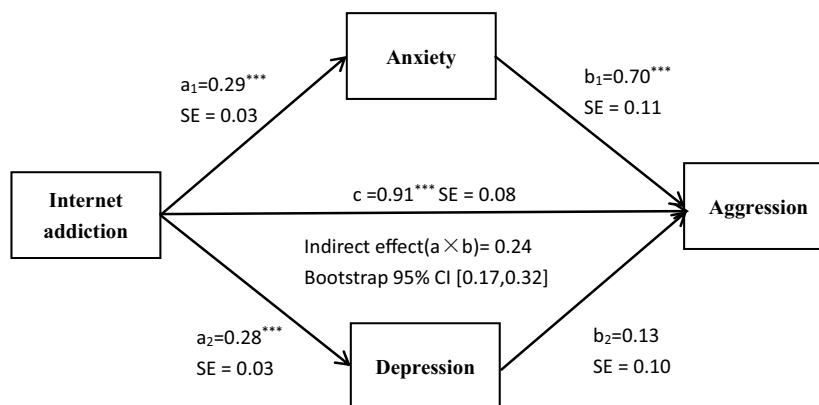 Anxiety
a₁=0.29***
SE = 0.03
b₁=0.70***
SE = 0.11
Internet
addiction
c =0.91*** SE = 0.08
Aggression
Indirect effect(a×b)= 0.24
Bootstrap 95% CI [0.17,0.32]
a₂=0.28***
SE = 0.03
Depression
b₂=0.13
SE = 0.10